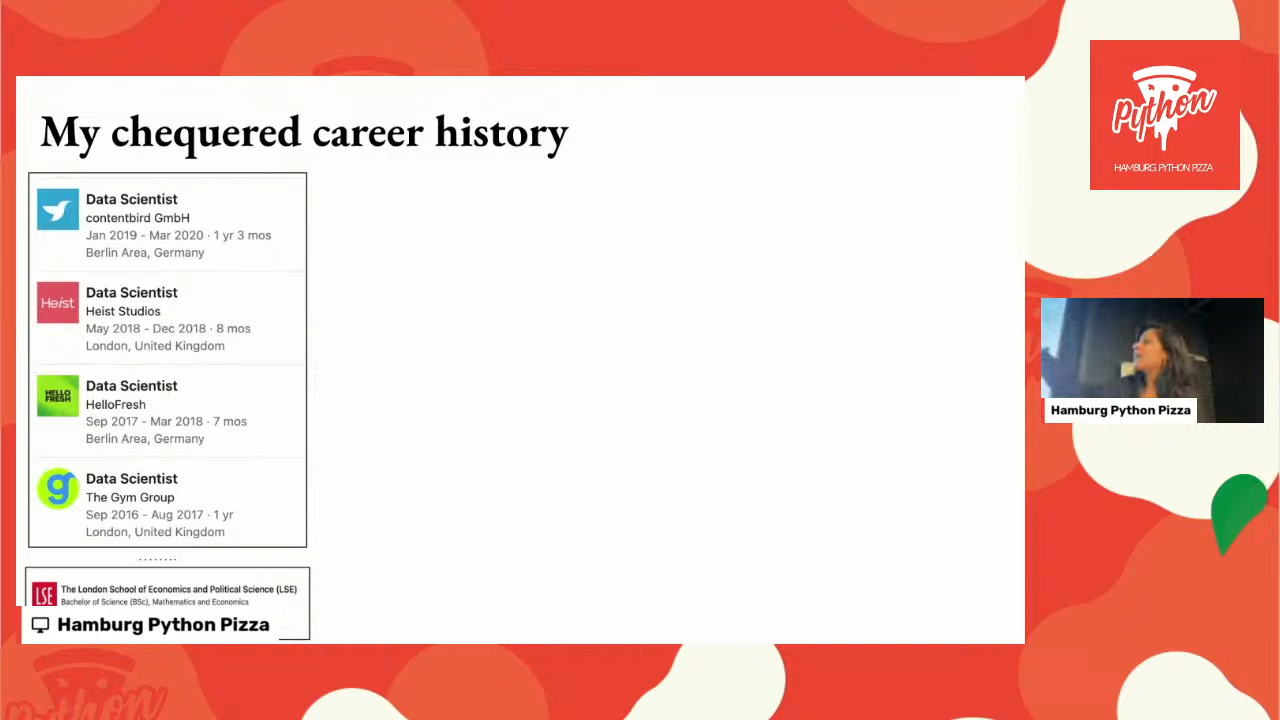 My chequered career history
Data Scientist
contentbird GmbH
Jan 2019 - Mar 2020 · 1 yr 3 mos
Berlin Area, Germany
Heist
Data Scientist
Heist Studios
May 2018 - Dec 2018 · 8 mos
London, United Kingdom
HELLO
FRESH
Data Scientist
HelloFresh
Sep 2017 - Mar 2018 · 7 mos
Berlin Area, Germany
g
Data Scientist
The Gym Group
Sep 2016 - Aug 2017 · 1 yr
London, United Kingdom
........
LSE
The London School of Economics and Political Science (LSE)
Bachelor of Science (BSc), Mathematics and Economics
Hamburg Python Pizza
Python
HAMBURG PYTHON PIZZA
Hamburg Python Pizza
Python